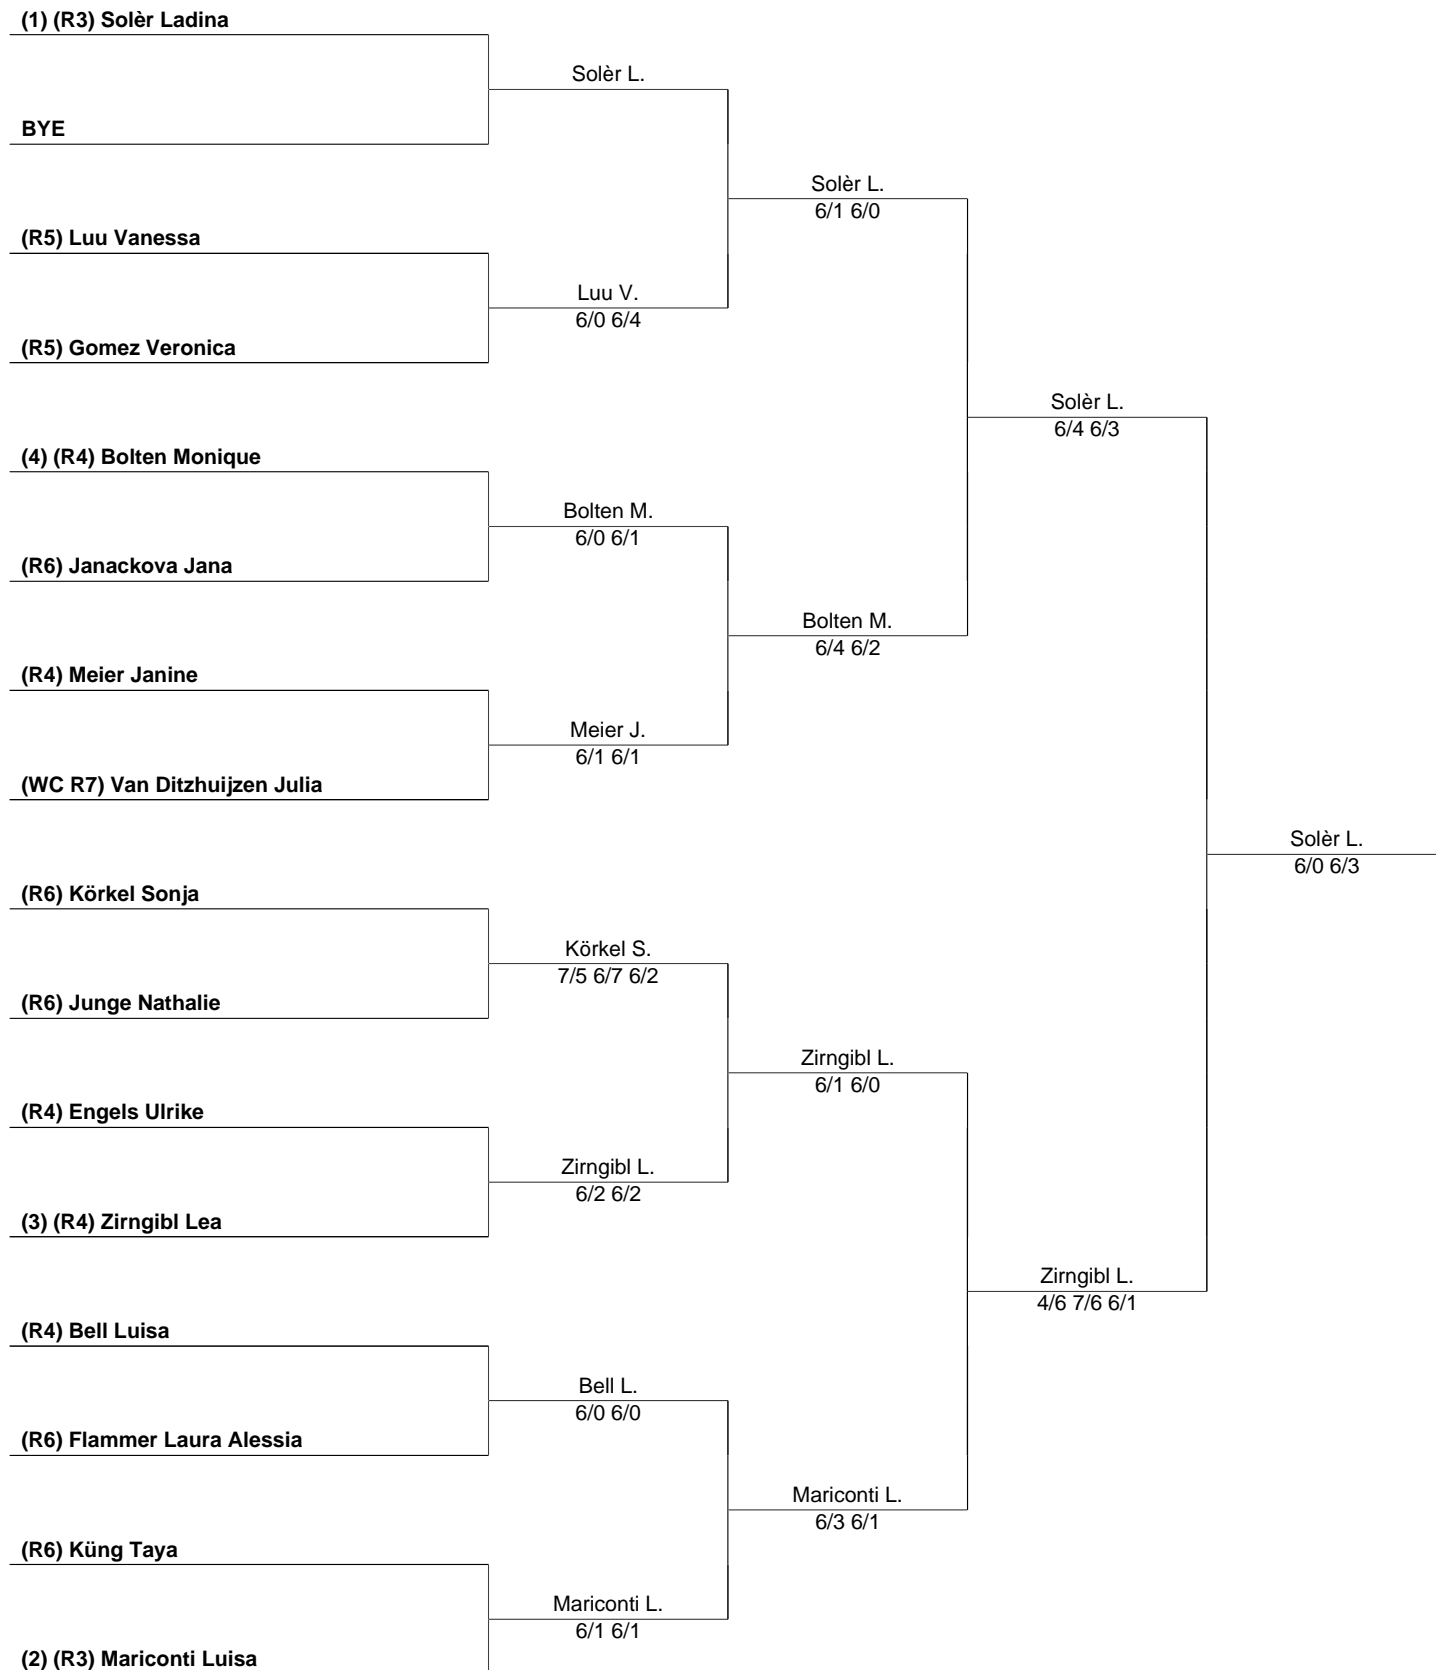 (1) (R3) Solèr Ladina
Solèr L.
BYE
Solèr L.
6/1 6/0
(R5) Luu Vanessa
Luu V.
6/0 6/4
(R5) Gomez Veronica
Solèr L.
6/4 6/3
(4) (R4) Bolten Monique
Bolten M.
6/0 6/1
(R6) Janackova Jana
Bolten M.
6/4 6/2
(R4) Meier Janine
Meier J.
6/1 6/1
(WC R7) Van Ditzhuijzen Julia
Solèr L.
6/0 6/3
(R6) Körkel Sonja
Körkel S.
7/5 6/7 6/2
(R6) Junge Nathalie
Zirngibl L.
6/1 6/0
(R4) Engels Ulrike
Zirngibl L.
6/2 6/2
(3) (R4) Zirngibl Lea
Zirngibl L.
4/6 7/6 6/1
(R4) Bell Luisa
Bell L.
6/0 6/0
(R6) Flammer Laura Alessia
Mariconti L.
6/3 6/1
(R6) Küng Taya
Mariconti L.
6/1 6/1
(2) (R3) Mariconti Luisa